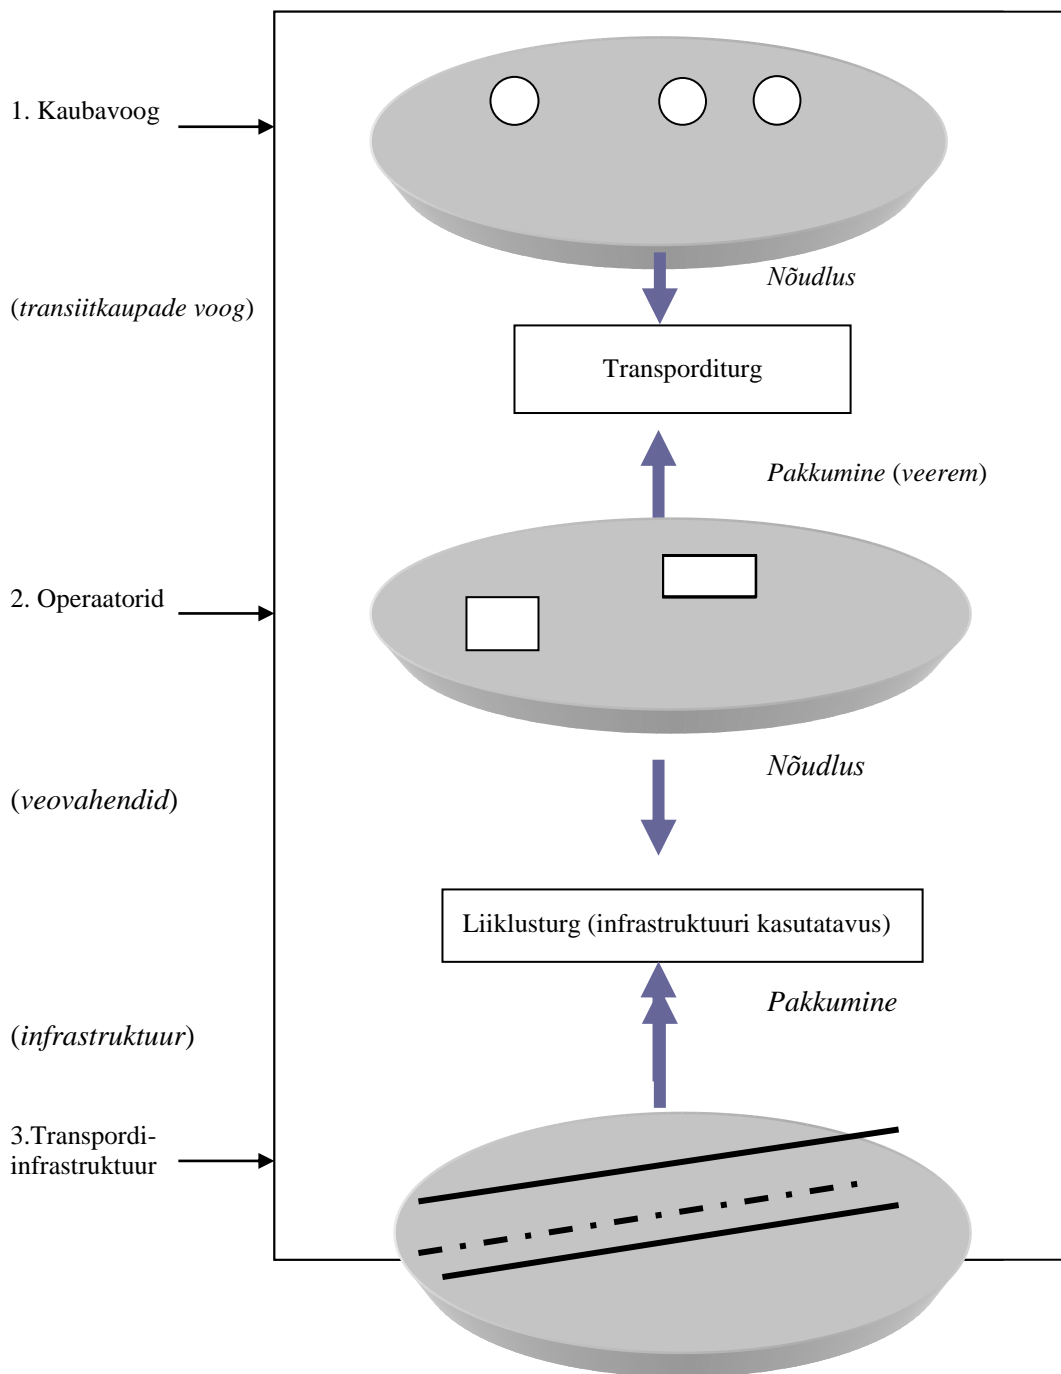 1. Kaubavoog
Nõudlus
(transiitkaupade voog)
Transporditurg
Pakkumine (veerem)
2. Operaatorid
Nõudlus
(veovahendid)
Liiklusturg (infrastruktuuri kasutatavus)
Pakkumine
(infrastruktuur)
3.Transpordi-
infrastruktuur